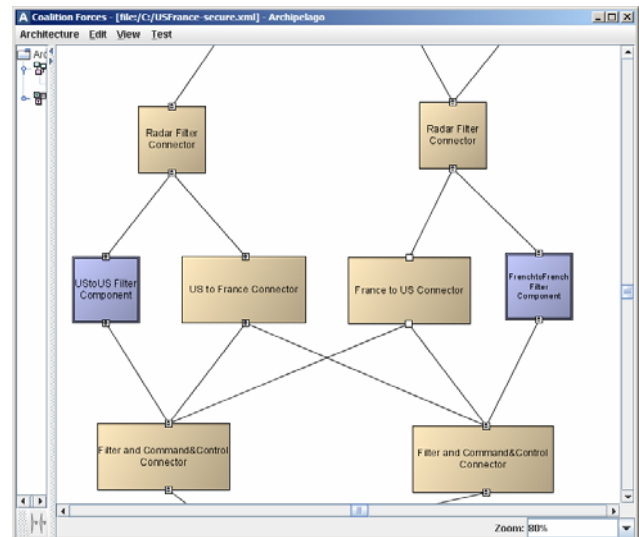 Coalition Forces - [file:/C:/USFrance-secure.xml] - Archipelago
Architecture Edit View Test
Arc
Radar Filter
Connector
Radar Filter
Connector
UStoUS Filter
Component
US to France Connector
France to US Connector
FrenchtoFrench
Filter
Component
Filter and Command&Control
Connector
Filter and Command&Control
Connector
Zoom: 80%